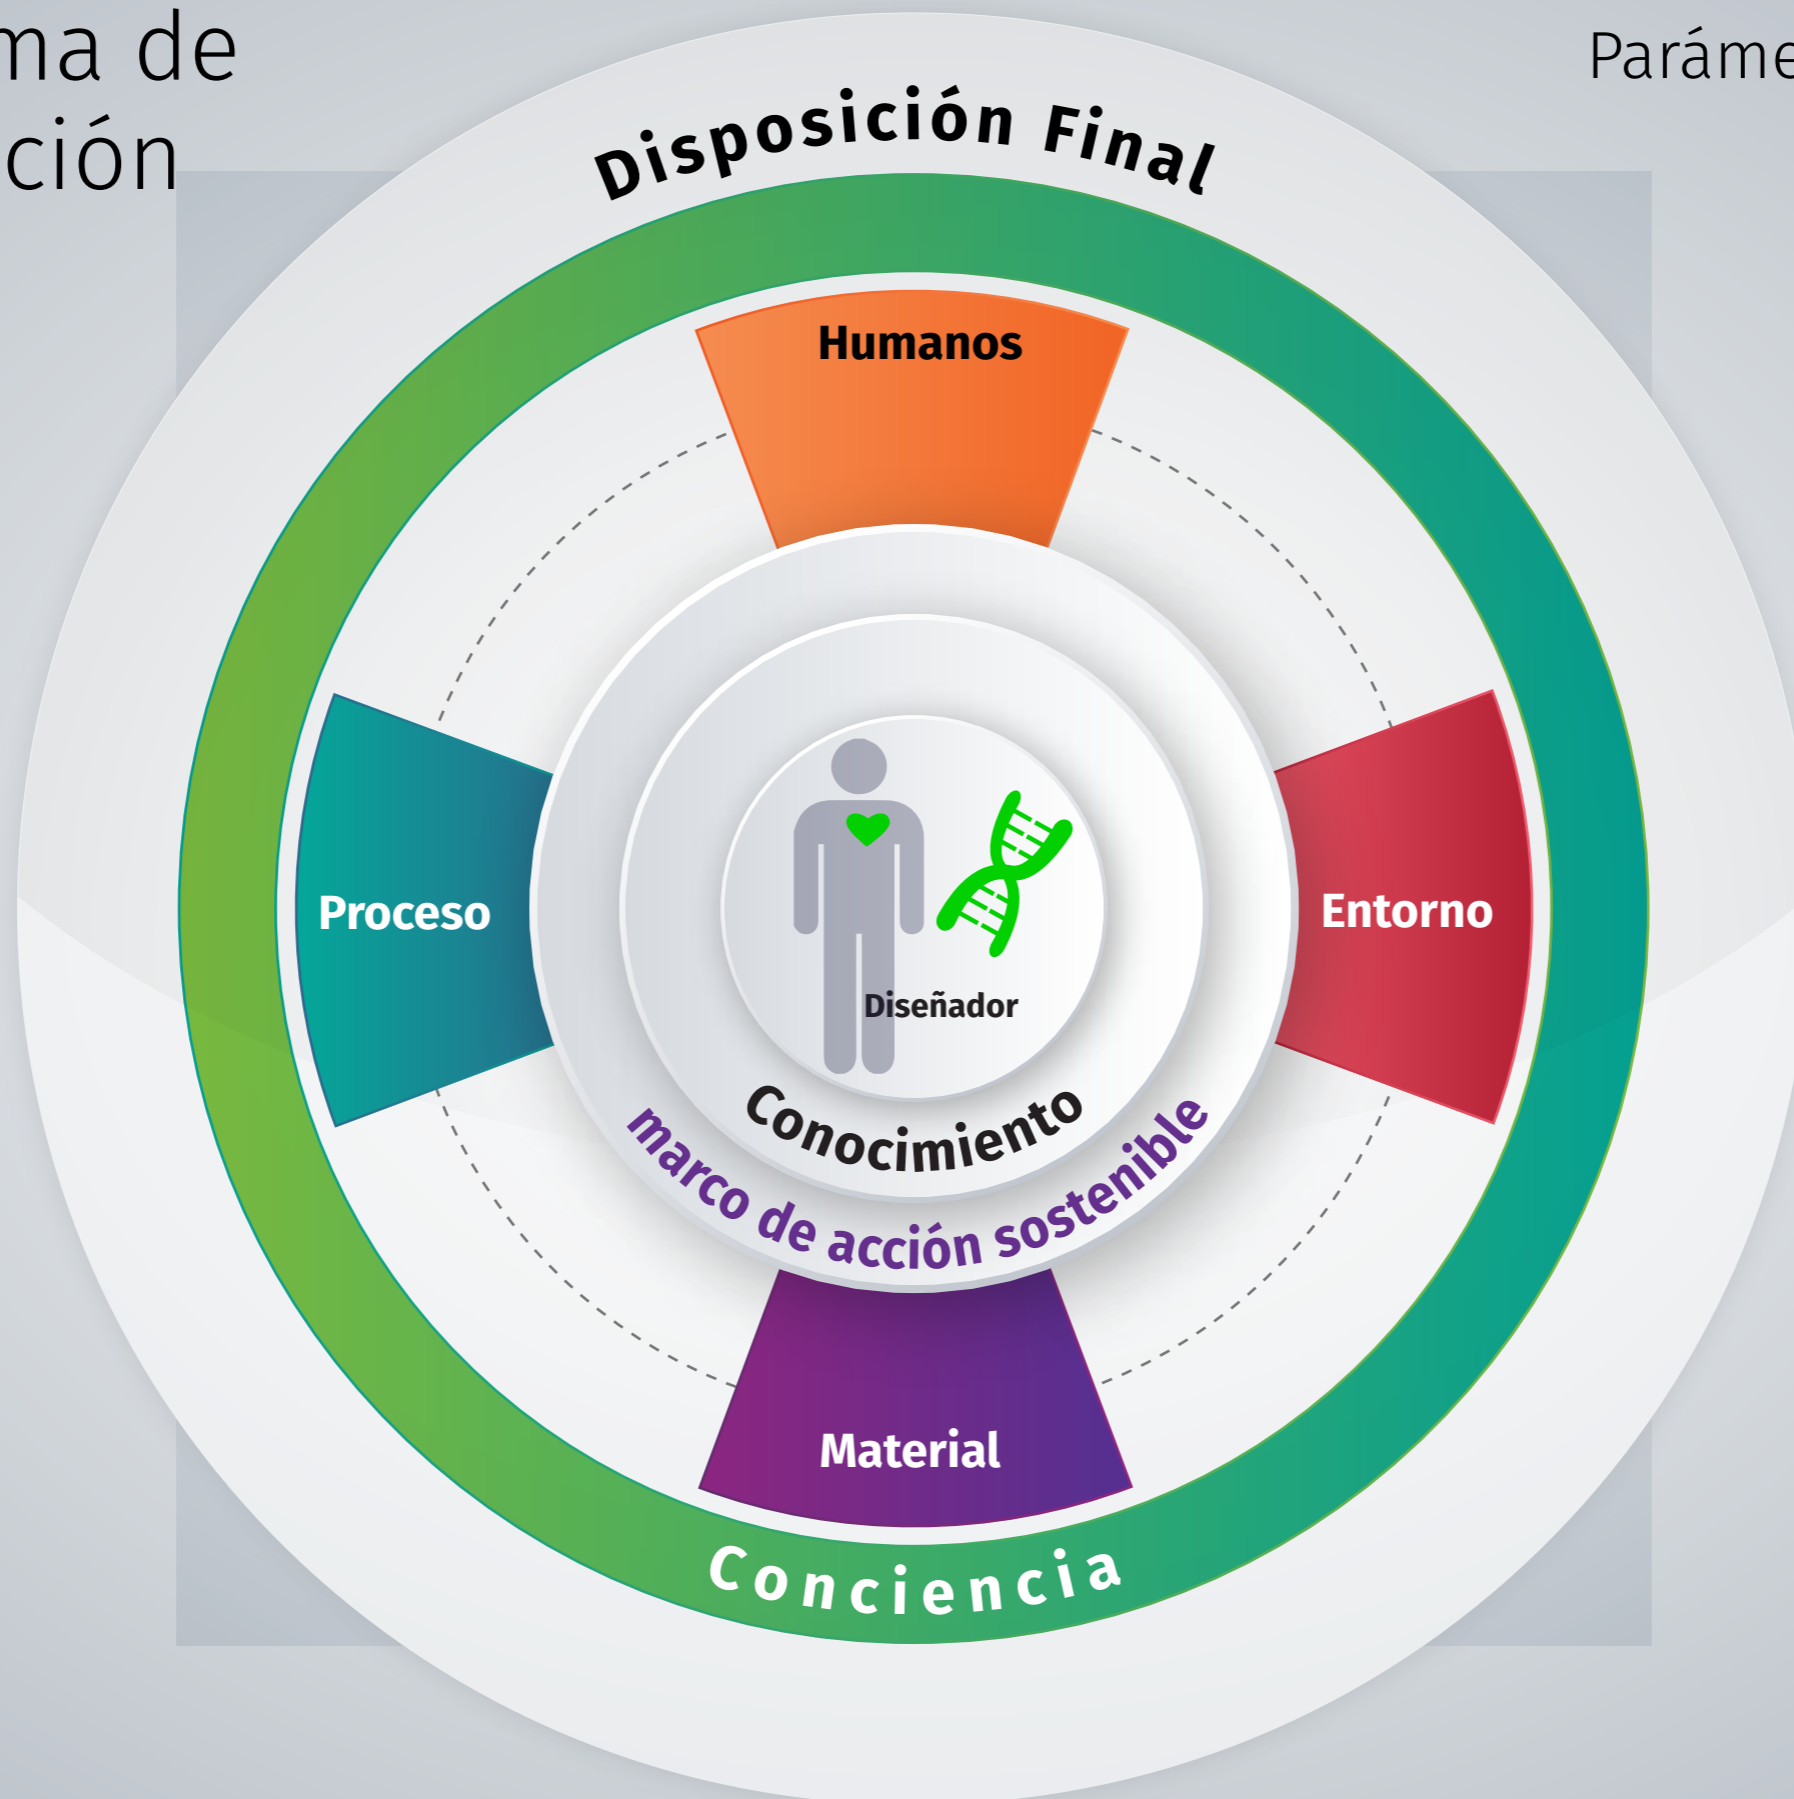 ma de
ción
Paráme
Disposición Final
Humanos
Proceso
Entorno
Diseñador
Conocimiento
marco de acción sostenible
Material
Conciencia